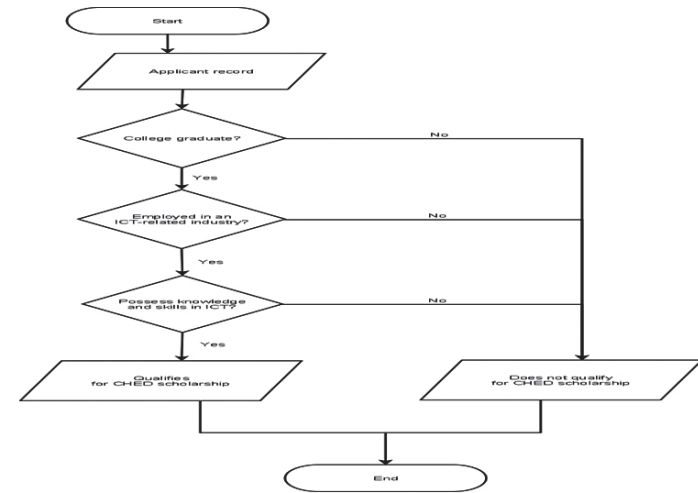 Start
Applicant record
College graduate?
No
Yes
Employed in an
ICT-related industry?
No
Yes
Possess knowledge
and skills in ICT?
No
Yes
Qualifies
for CHED scholarship
Does not qualify
for CHED scholarship
End